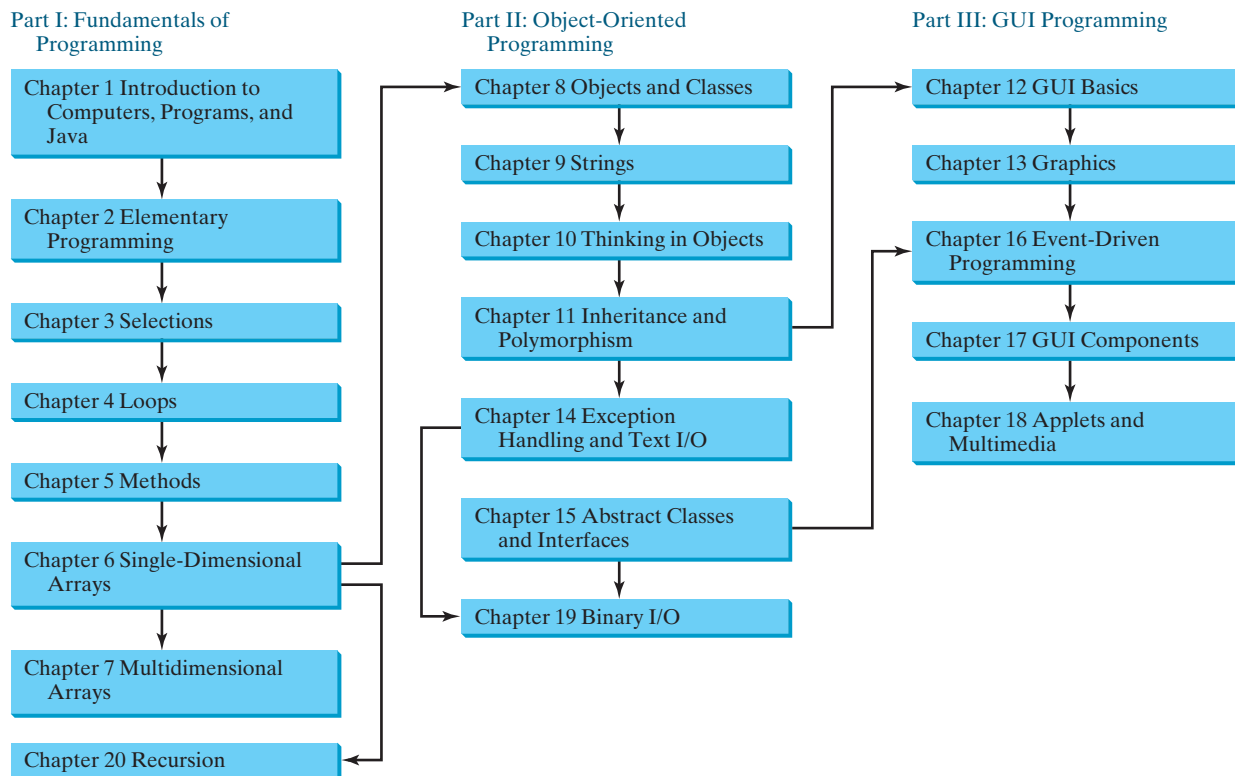 Part I: Fundamentals of
Programming
Chapter 1 Introduction to
Computers, Programs, and
Java
Chapter 2 Elementary
Programming
Chapter 3 Selections
Chapter 4 Loops
Chapter 5 Methods
Chapter 6 Single-Dimensional
Arrays
Chapter 7 Multidimensional
Arrays
Chapter 20 Recursion
Part II: Object-Oriented
Programming
Chapter 8 Objects and Classes
Chapter 9 Strings
Chapter 10 Thinking in Objects
Chapter 11 Inheritance and
Polymorphism
Chapter 14 Exception
Handling and Text I/O
Chapter 15 Abstract Classes
and Interfaces
Chapter 19 Binary I/O
Part III: GUI Programming
Chapter 12 GUI Basics
Chapter 13 Graphics
Chapter 16 Event-Driven
Programming
Chapter 17 GUI Components
Chapter 18 Applets and
Multimedia